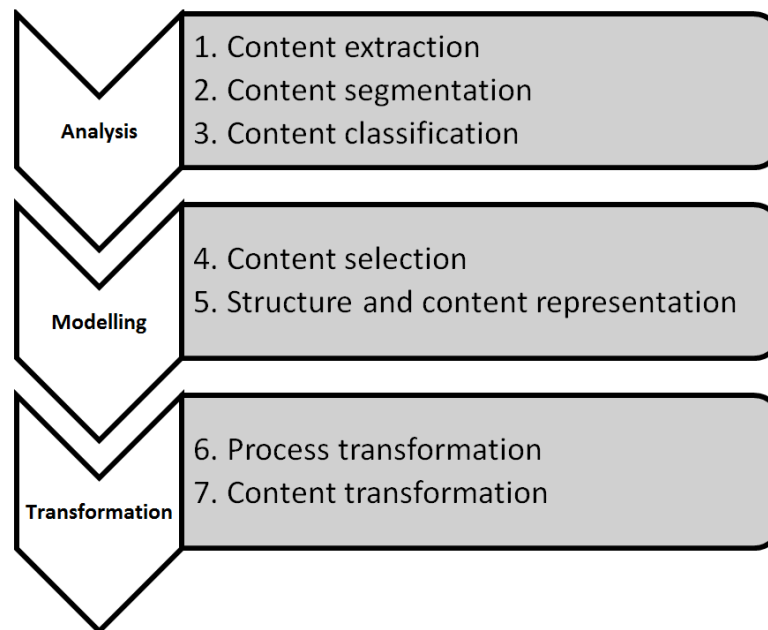 Analysis
1. Content extraction
2. Content segmentation
3. Content classification
Modelling
4. Content selection
5. Structure and content representation
Transformation
6. Process transformation
7. Content transformation